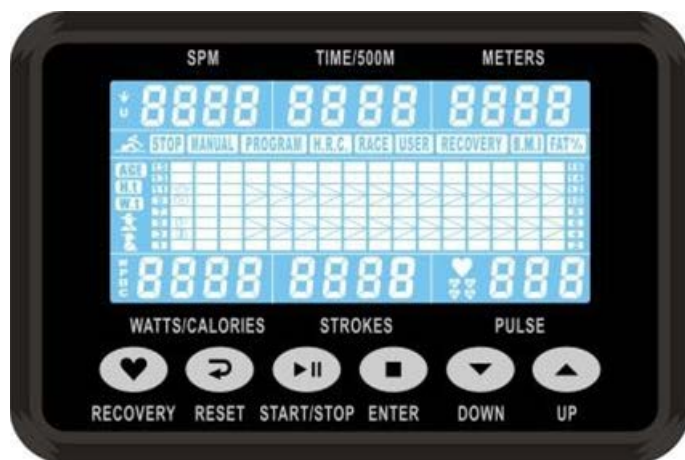 SPM TIME/500M METERS
8888 8888 8888
STOP MANUAL PROGRAM H.R.C. RACE USER RECOVERY B.M.I FAT%
AGE
H.t
W.t
8888 8888 888
WATTS/CALORIES STROKES PULSE
RECOVERY RESET START/STOP ENTER DOWN UP